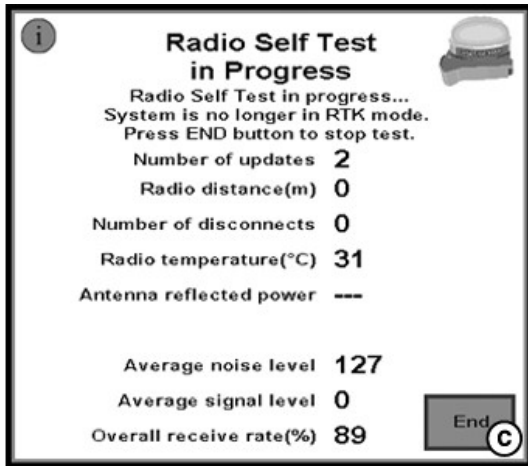 i
Radio Self Test
in Progress
Radio Self Test in progress...
System is no longer in RTK mode.
Press END button to stop test.
Number of updates 2
Radio distance(m) 0
Number of disconnects 0
Radio temperature(°C) 31
Antenna reflected power ---
Average noise level 127
Average signal level 0
Overall receive rate(%) 89
End
C